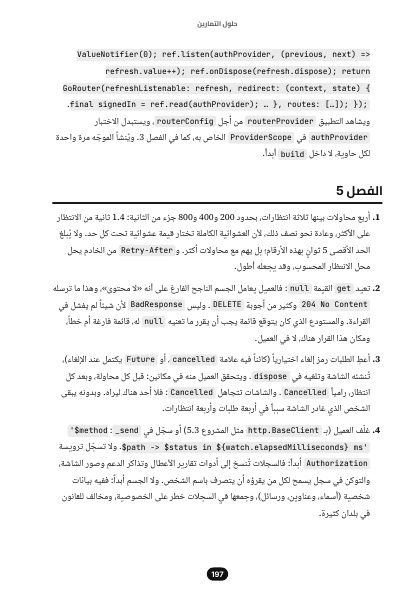 حلول التمارين
ValueNotifier(0); ref.listen(authProvider, (previous, next) =>
refresh.value++); ref.onDispose(refresh.dispose); return
GoRouter(refreshListenable: refresh, redirect: (context, state) {
final signedIn = ref.read(authProvider); … }, routes: […]); });.
ويشاهد التطبيق routerProvider من أجل routerConfig، ويستبدل الاختبار
authProvider في ProviderScope الخاص به، كما في الفصل 3. ويُنشأ الموجّه مرة واحدة
لكل حاوية، لا داخل build أبداً.
الفصل 5
1. أربع محاولات بينها ثلاثة انتظارات، بحدود 200 و400 و800 جزء من الثانية: 1.4 ثانية من الانتظار
على الأكثر، وعادة نحو نصف ذلك، لأن العشوائية الكاملة تختار قيمة عشوائية تحت كل حد. ولا يُبلغ
الحد الأقصى 5 ثوانٍ بهذه الأرقام؛ بل يهم مع محاولات أكثر. و Retry-After من الخادم يحل
محل الانتظار المحسوب، وقد يجعله أطول.
2. تعيد get القيمة null: فالعميل يعامل الجسم الناجح الفارغ على أنه «لا محتوى»، وهذا ما ترسله
204 No Content وكثير من أجوبة DELETE. وليس BadResponse لأن شيئاً لم يفشل في
القراءة. والمستودع الذي كان يتوقع قائمة يجب أن يقرر ما تعنيه null له، قائمة فارغة أم خطأ،
ومكان هذا القرار هناك، لا في العميل.
3. أعطِ الطلبات رمز إلغاء اختيارياً (كائناً فيه علامة cancelled، أو Future يكتمل عند الإلغاء)،
تُنشئه الشاشة وتلغيه في dispose. ويتحقق العميل منه في مكانين: قبل كل محاولة، وبعد كل
انتظار، رامياً Cancelled. والشاشات تتجاهل Cancelled: فلا أحد هناك ليراه. وبدونه يبقى
الشخص الذي غادر الشاشة سبباً في أربعة طلبات وأربعة انتظارات.
4. غلّف العميل (بـ http.BaseClient مثل المشروع 5.3) أو سجّل في _send: '$method
$path -> $status in ${watch.elapsedMilliseconds} ms'. ولا تسجّل ترويسة
Authorization أبداً: فالسجلات تُنسخ إلى أدوات تقارير الأعطال وتذاكر الدعم وصور الشاشة،
والتوكن في سجل يسمح لكل من يقرؤه أن يتصرف باسم الشخص. ولا الجسم أبداً: ففيه بيانات
شخصية (أسماء، وعناوين، ورسائل)، وجمعها في السجلات خطر على الخصوصية، ومخالف للقانون
في بلدان كثيرة.
197